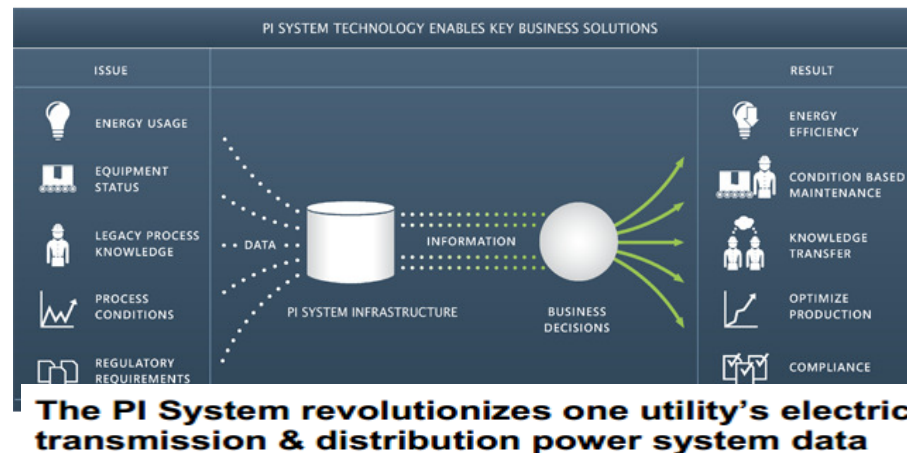 PI SYSTEM TECHNOLOGY ENABLES KEY BUSINESS SOLUTIONS
ISSUE
RESULT
ENERGY USAGE
EQUIPMENT
STATUS
LEGACY PROCESS
KNOWLEDGE
PROCESS
CONDITIONS
REGULATORY
REQUIREMENTS
DATA
PI SYSTEM INFRASTRUCTURE
INFORMATION
BUSINESS
DECISIONS
ENERGY
EFFICIENCY
CONDITION BASED
MAINTENANCE
KNOWLEDGE
TRANSFER
OPTIMIZE
PRODUCTION
COMPLIANCE
The PI System revolutionizes one utility’s electric
transmission & distribution power system data